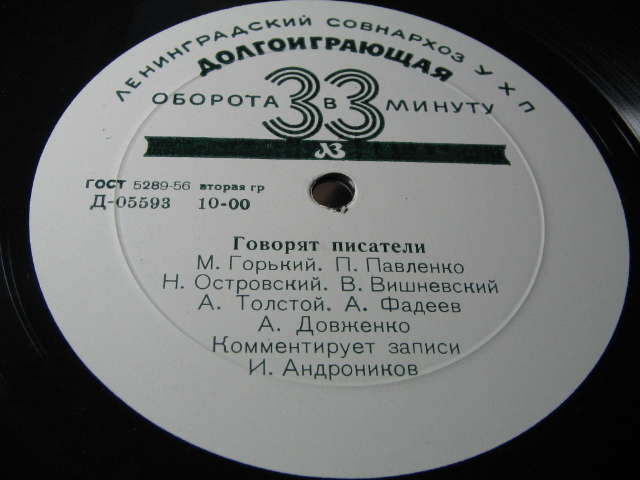 ЛЕНИНГРАДСКИЙ СОВНАРХОЗ УХП
ДОЛГОИГРАЮЩАЯ
ОБОРОТА 33 В МИНУТУ
ЛЗ
ГОСТ 5289-56 вторая гр
Д-05593 10-00
Говорят писатели
М. Горький. П. Павленко
Н. Островский. В. Вишневский
А. Толстой. А. Фадеев
А. Довженко
Комментирует записи
И. Андроников